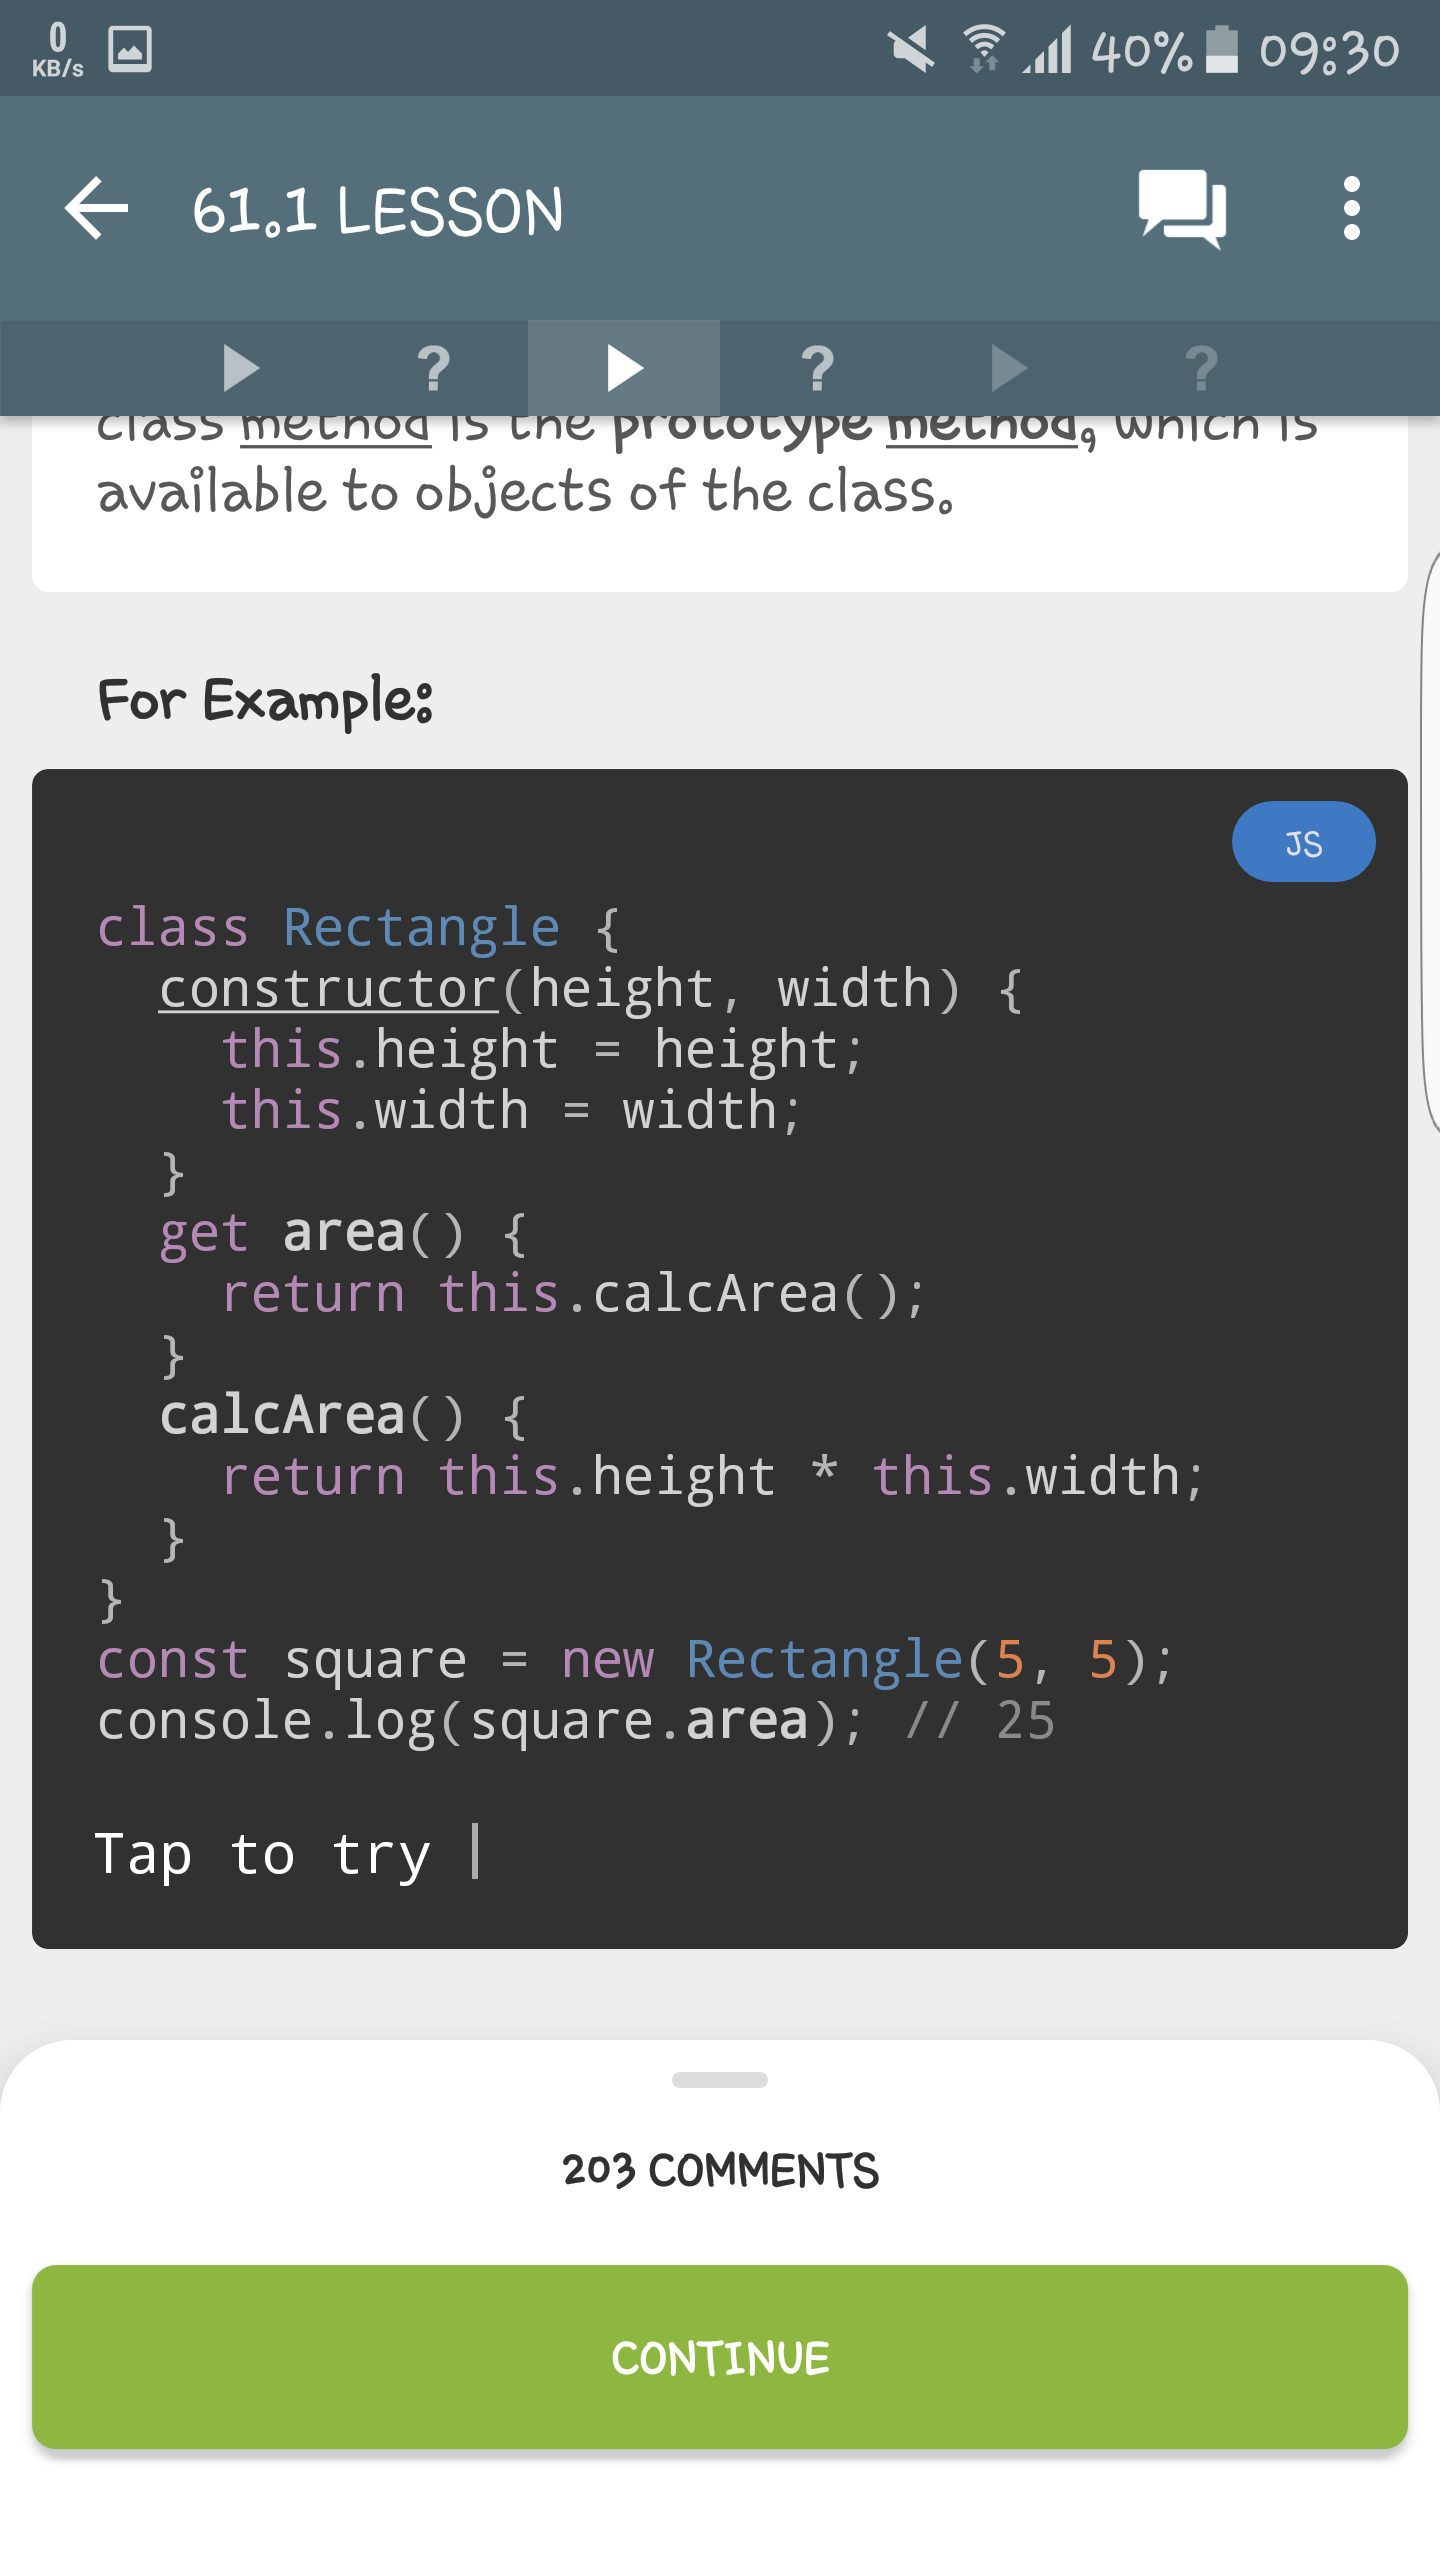 0
KB/s
40%
09:30
61.1 LESSON
? ? ?
class method is the prototype method, which is
available to objects of the class.
For Example:
JS
class Rectangle {
  constructor(height, width) {
    this.height = height;
    this.width = width;
  }
  get area() {
    return this.calcArea();
  }
  calcArea() {
    return this.height * this.width;
  }
}
const square = new Rectangle(5, 5);
console.log(square.area); // 25
Tap to try
203 COMMENTS
CONTINUE